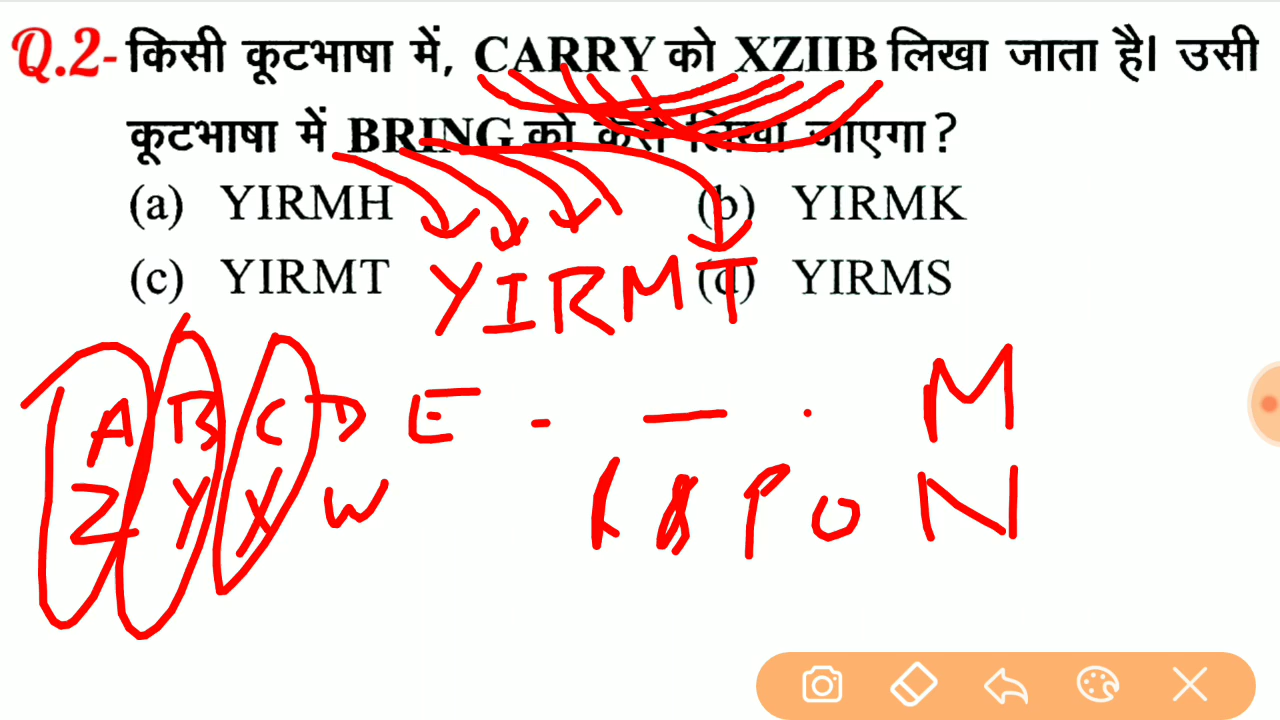 Q.2- किसी कूटभाषा में, CARRY को XZIIB लिखा जाता है। उसी
कूटभाषा में BRING को कैसे लिखा जाएगा?
(a) YIRMH (b) YIRMK
(c) YIRMT (d) YIRMS
YIRMT
A B C D E - — . M
Z Y X W P O N